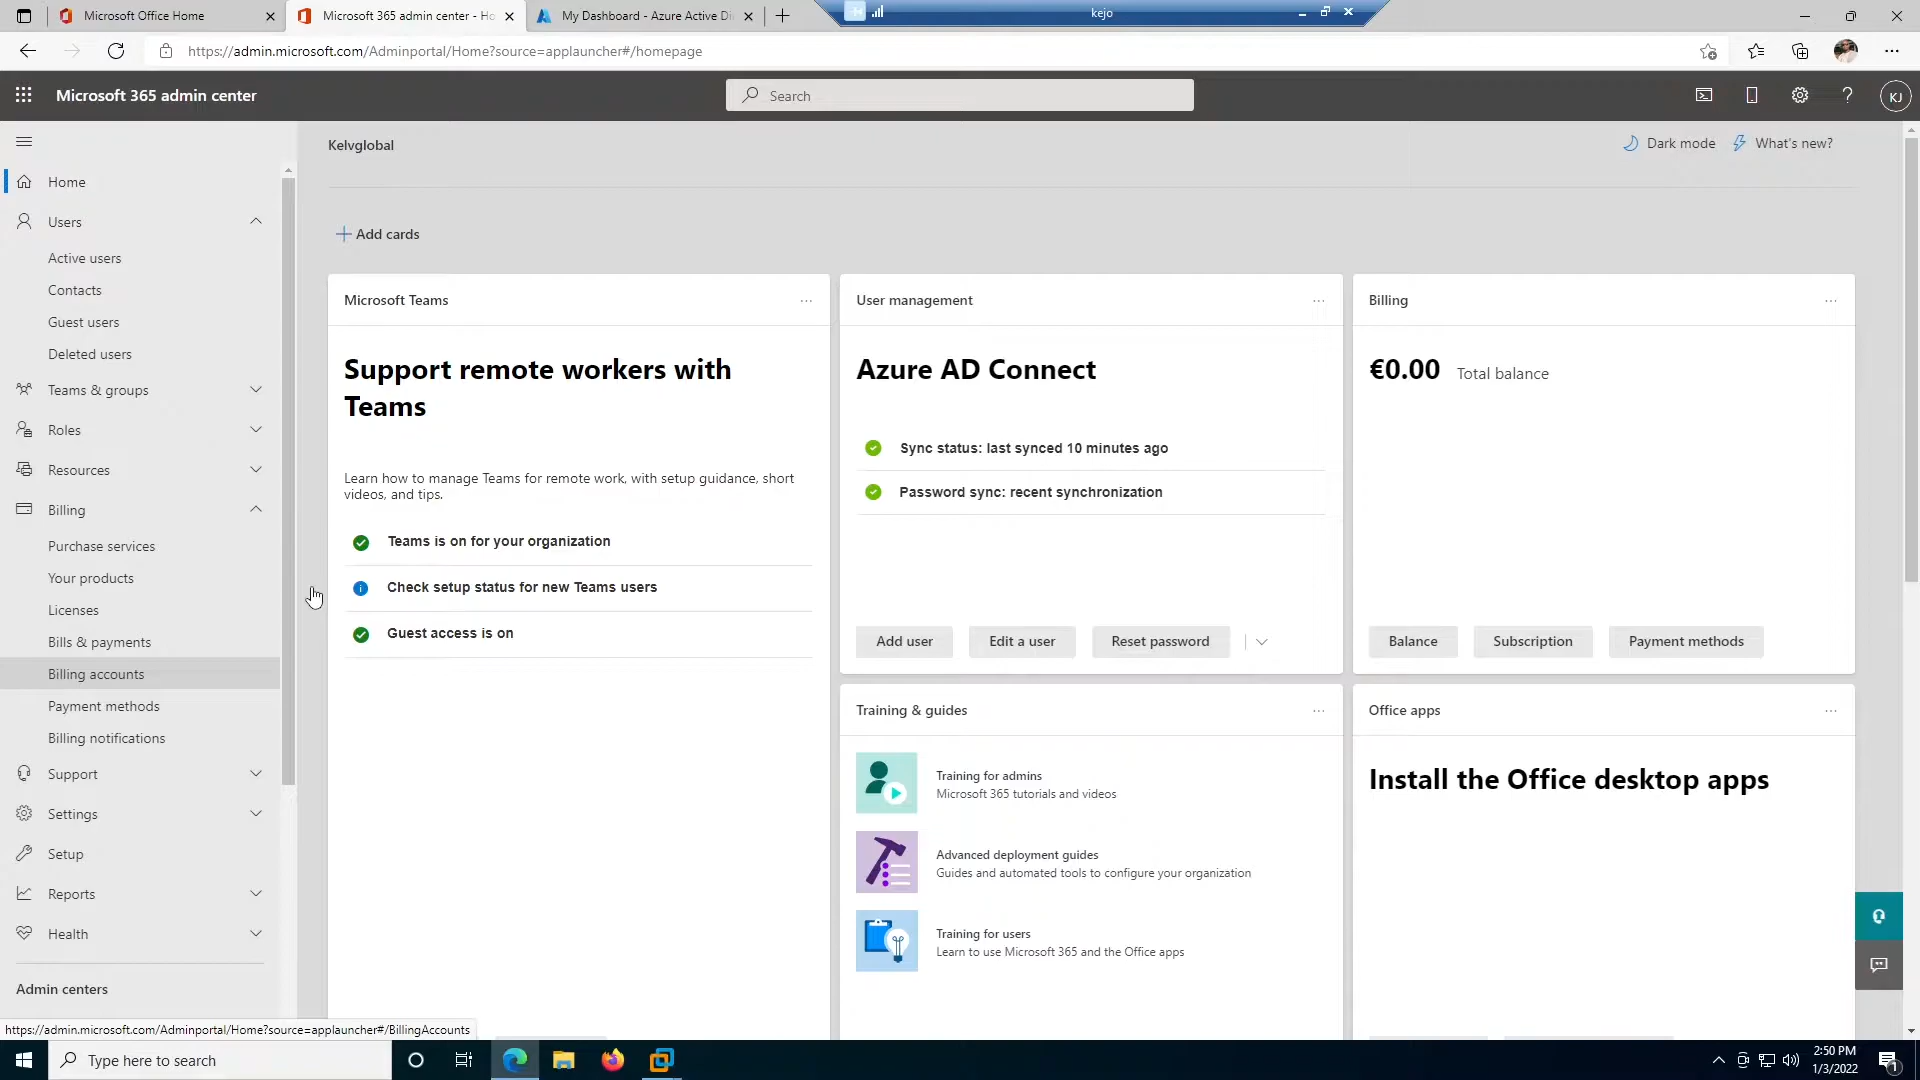 Microsoft Office Home
Microsoft 365 admin center - Ho
My Dashboard - Azure Active Di
kejo
https://admin.microsoft.com/Adminportal/Home?source=applauncher#/homepage
Microsoft 365 admin center
Search
KJ
Kelvglobal
Dark mode
What's new?
Add cards
Home
Users
Active users
Contacts
Guest users
Deleted users
Teams & groups
Roles
Resources
Billing
Purchase services
Your products
Licenses
Bills & payments
Billing accounts
Payment methods
Billing notifications
Support
Settings
Setup
Reports
Health
Admin centers
Microsoft Teams
Support remote workers with
Teams
Learn how to manage Teams for remote work, with setup guidance, short
videos, and tips.
Teams is on for your organization
Check setup status for new Teams users
Guest access is on
User management
Azure AD Connect
Sync status: last synced 10 minutes ago
Password sync: recent synchronization
Add user
Edit a user
Reset password
Billing
€0.00 Total balance
Balance
Subscription
Payment methods
Training & guides
Training for admins
Microsoft 365 tutorials and videos
Advanced deployment guides
Guides and automated tools to configure your organization
Training for users
Learn to use Microsoft 365 and the Office apps
Office apps
Install the Office desktop apps
https://admin.microsoft.com/Adminportal/Home?source=applauncher#/BillingAccounts
Type here to search
2:50 PM
1/3/2022
1